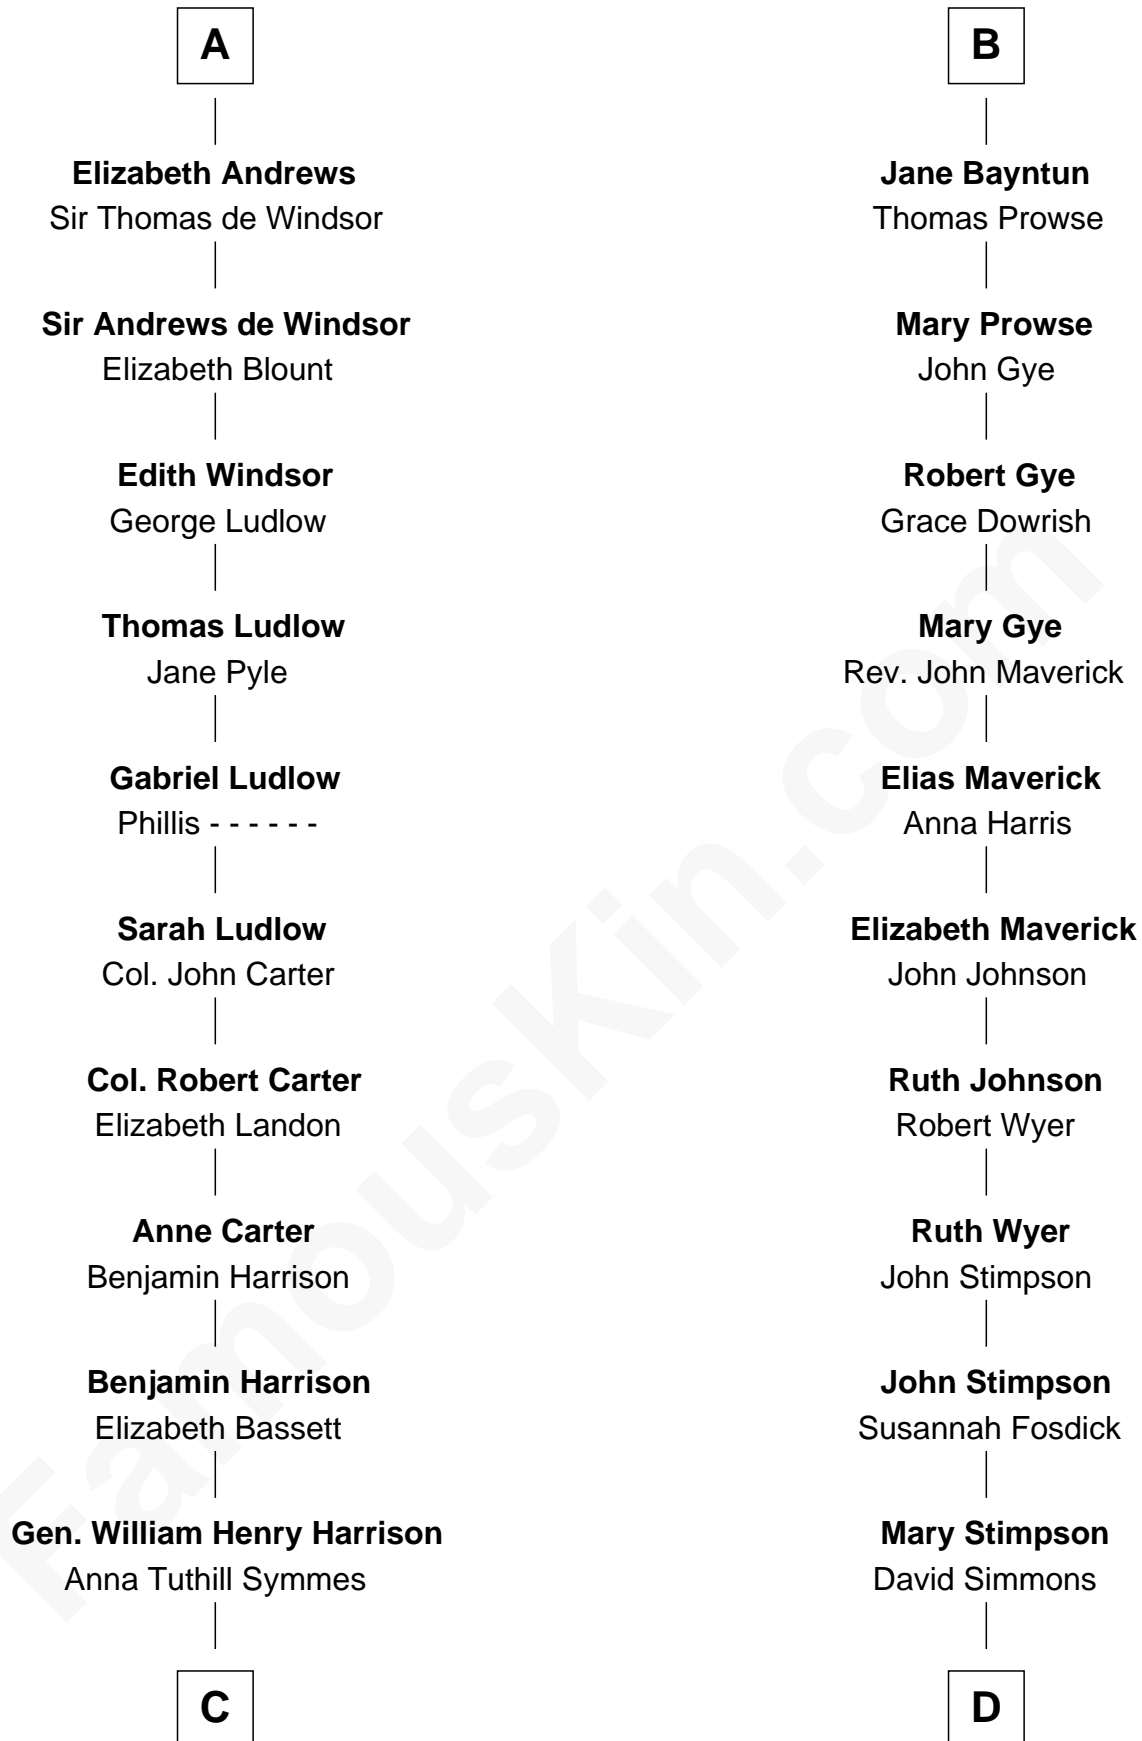 A
Elizabeth Andrews
Sir Thomas de Windsor
Sir Andrews de Windsor
Elizabeth Blount
Edith Windsor
George Ludlow
Thomas Ludlow
Jane Pyle
Gabriel Ludlow
Phillis - - - - - -
Sarah Ludlow
Col. John Carter
Col. Robert Carter
Elizabeth Landon
Anne Carter
Benjamin Harrison
Benjamin Harrison
Elizabeth Bassett
Gen. William Henry Harrison
Anna Tuthill Symmes
C
B
Jane Bayntun
Thomas Prowse
Mary Prowse
John Gye
Robert Gye
Grace Dowrish
Mary Gye
Rev. John Maverick
Elias Maverick
Anna Harris
Elizabeth Maverick
John Johnson
Ruth Johnson
Robert Wyer
Ruth Wyer
John Stimpson
John Stimpson
Susannah Fosdick
Mary Stimpson
David Simmons
D
FamousKin.com